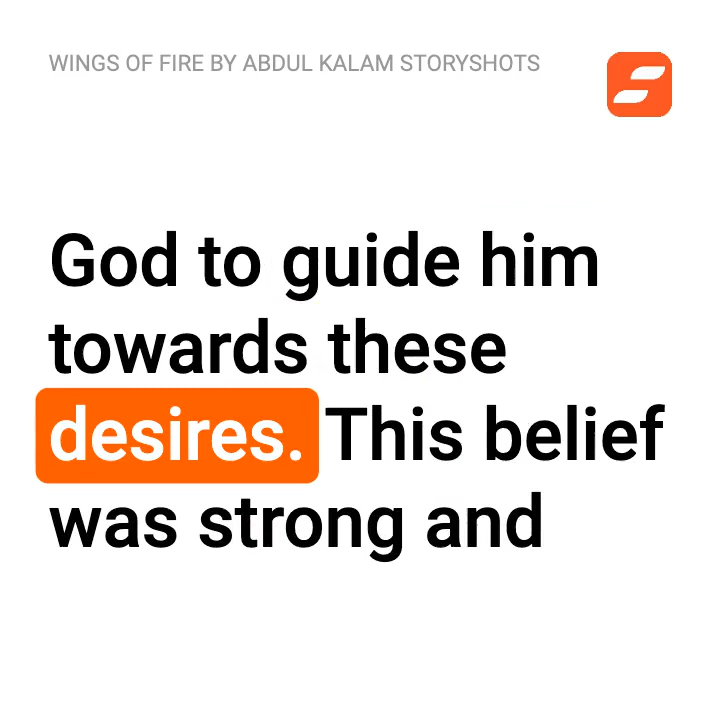 WINGS OF FIRE BY ABDUL KALAM STORYSHOTS
God to guide him
towards these
desires. This belief
was strong and